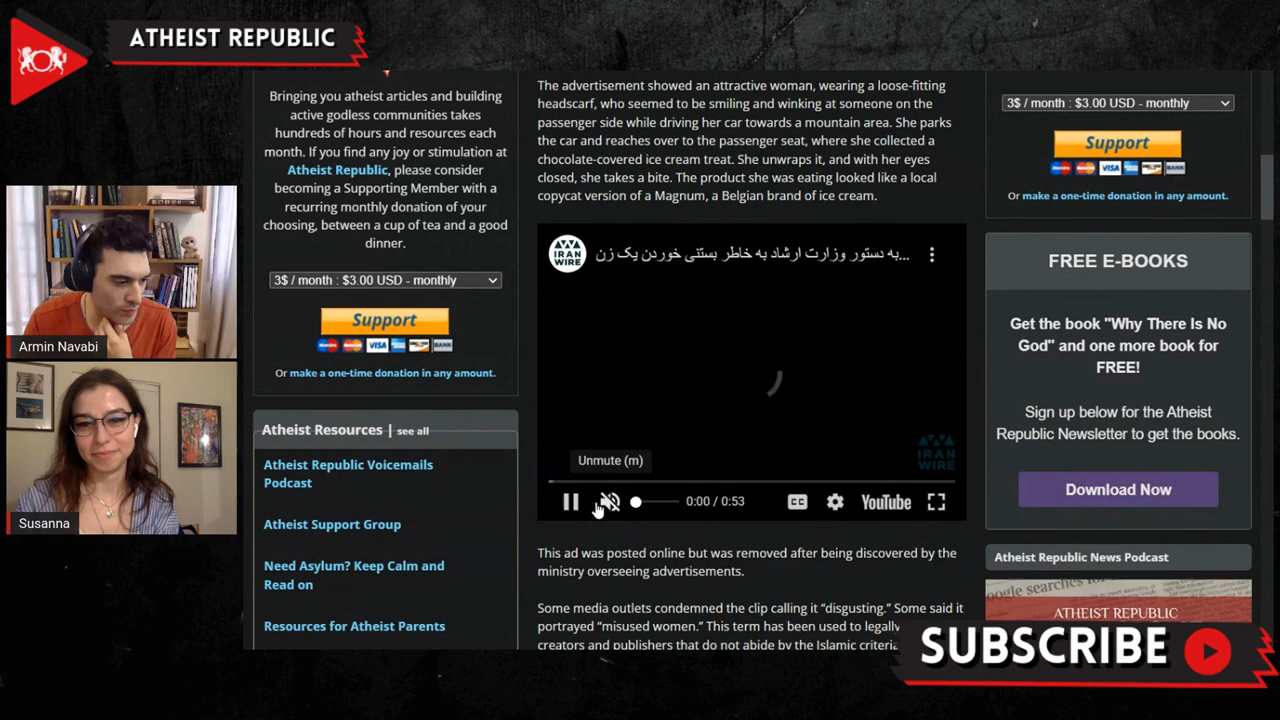 ATHEIST REPUBLIC
Armin Navabi
Susanna
Bringing you atheist articles and building
active godless communities takes
hundreds of hours and resources each
month. If you find any joy or stimulation at
Atheist Republic, please consider
becoming a Supporting Member with a
recurring monthly donation of your
choosing, between a cup of tea and a good
dinner.
3$ / month : $3.00 USD - monthly
Support
VISA
BANK
Or make a one-time donation in any amount.
Atheist Resources | see all
Atheist Republic Voicemails
Podcast
Atheist Support Group
Need Asylum? Keep Calm and
Read on
Resources for Atheist Parents
The advertisement showed an attractive woman, wearing a loose-fitting
headscarf, who seemed to be smiling and winking at someone on the
passenger side while driving her car towards a mountain area. She parks
the car and reaches over to the passenger seat, where she collected a
chocolate-covered ice cream treat. She unwraps it, and with her eyes
closed, she takes a bite. The product she was eating looked like a local
copycat version of a Magnum, a Belgian brand of ice cream.
IRAN
WIRE
به دستور وزارت ارشاد به خاطر بستنی خوردن یک زن...
IRAN
WIRE
Unmute (m)
0:00 / 0:53
CC
YouTube
This ad was posted online but was removed after being discovered by the
ministry overseeing advertisements.
Some media outlets condemned the clip calling it “disgusting.” Some said it
portrayed “misused women.” This term has been used to legally
creators and publishers that do not abide by the Islamic criteria
3$ / month : $3.00 USD - monthly
Support
VISA
BANK
Or make a one-time donation in any amount.
FREE E-BOOKS
Get the book "Why There Is No
God" and one more book for
FREE!
Sign up below for the Atheist
Republic Newsletter to get the books.
Download Now
Atheist Republic News Podcast
oogle searches for
ATHEIST REPUBLIC
SUBSCRIBE